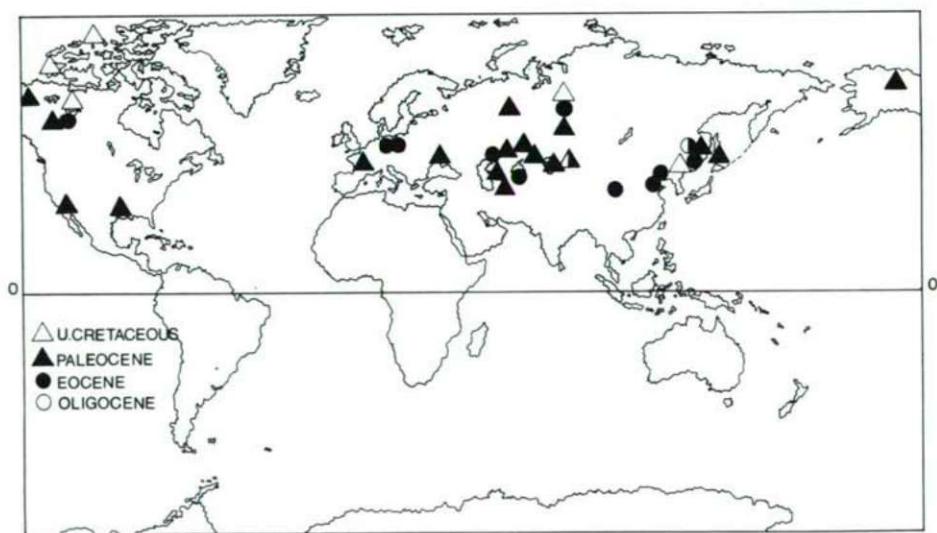 0 0
U.CRETACEOUS
PALEOCENE
EOCENE
OLIGOCENE